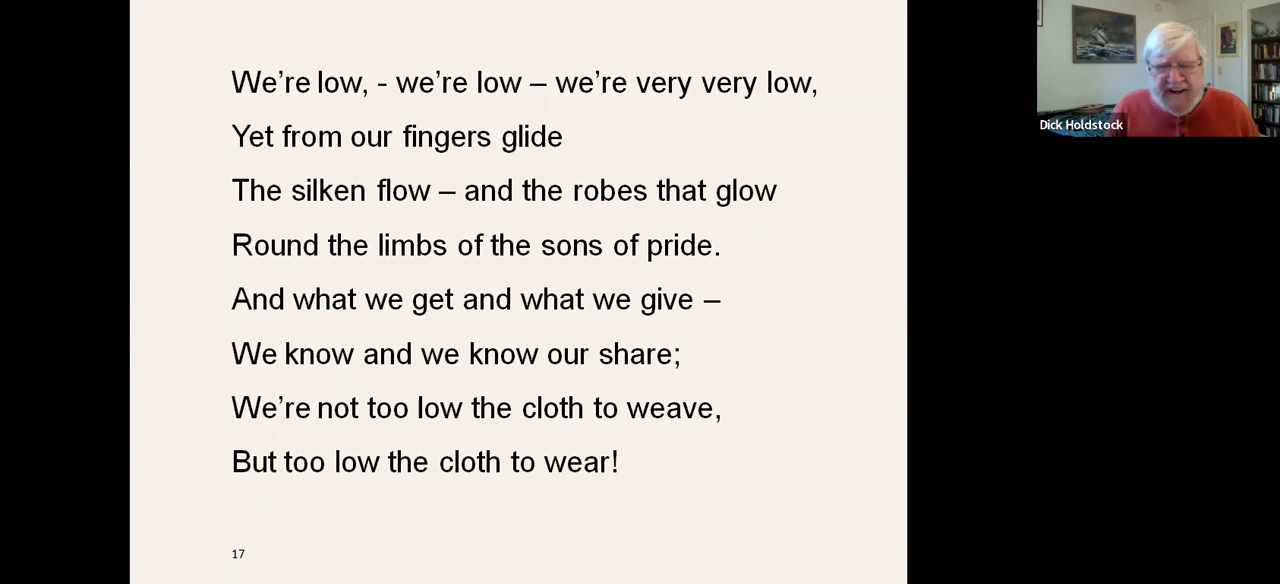 We’re low, - we’re low – we’re very very low,
Yet from our fingers glide
The silken flow – and the robes that glow
Round the limbs of the sons of pride.
And what we get and what we give –
We know and we know our share;
We’re not too low the cloth to weave,
But too low the cloth to wear!
17
Dick Holdstock